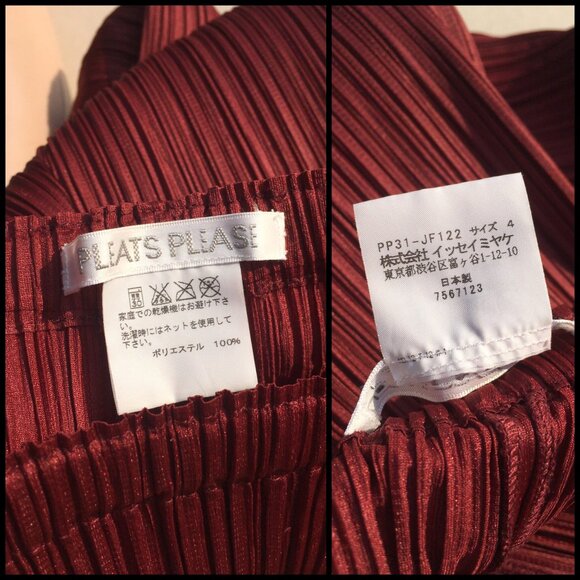 PLEATS PLEASE
家庭での乾燥機はお避け下さい。
洗濯時にはネットを使用して下さい。
ポリエステル 100%
PP31-JF122 サイズ 4
株式会社 イッセイミヤケ
東京都渋谷区富ヶ谷1-12-10
日本製
7567123